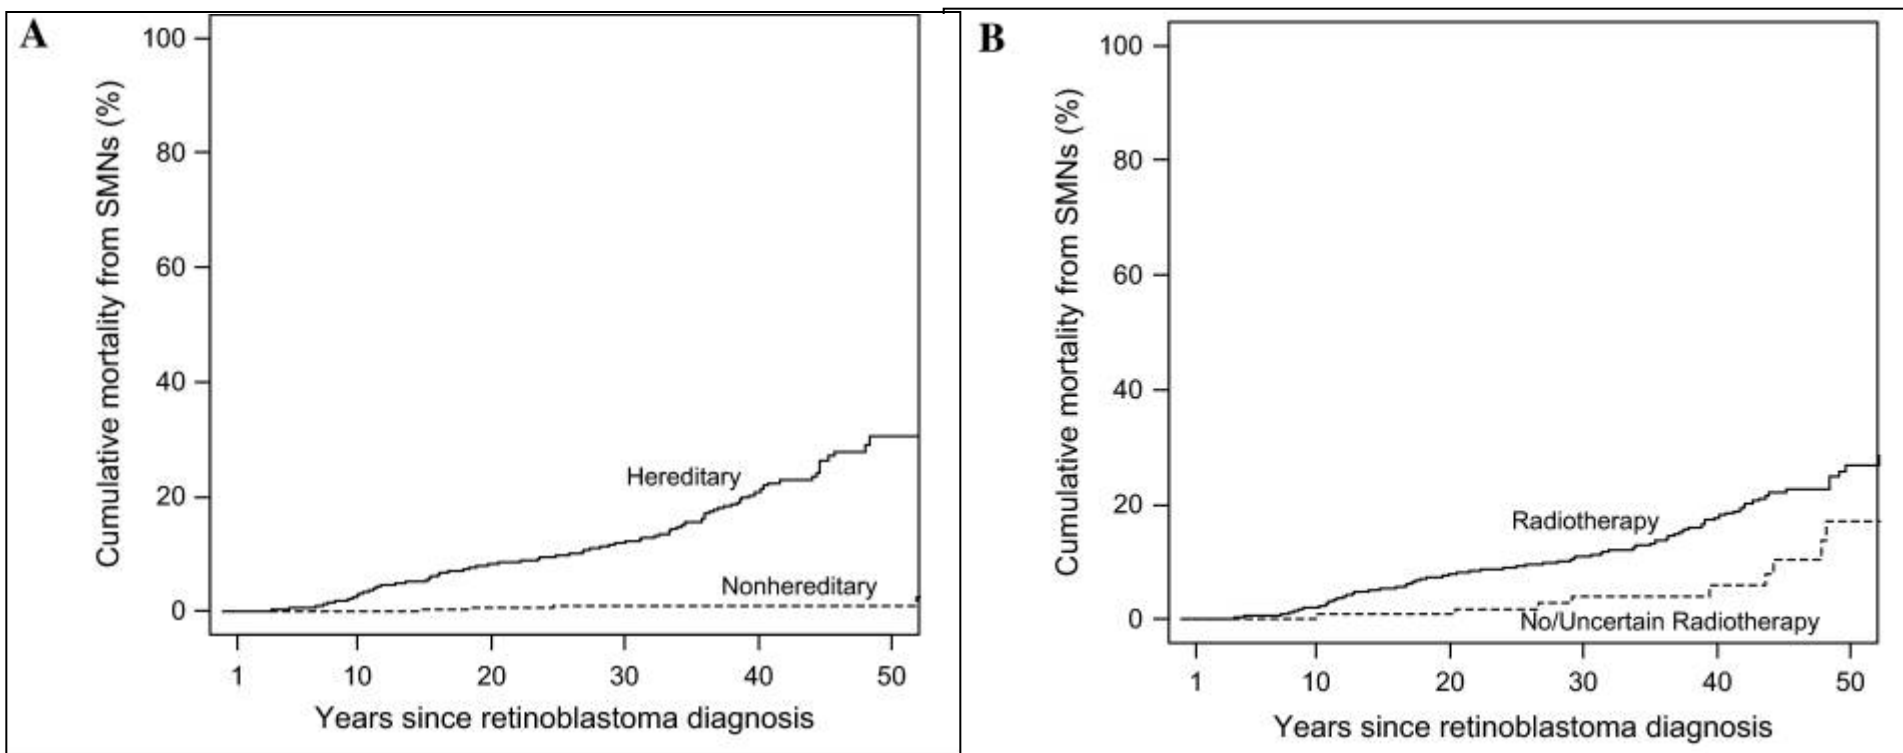 A
Cumulative mortality from SMNs (%)
100
80
60
40
20
0
Hereditary
Nonhereditary
1 10 20 30 40 50
Years since retinoblastoma diagnosis
B
Cumulative mortality from SMNs (%)
100
80
60
40
20
0
Radiotherapy
No/Uncertain Radiotherapy
1 10 20 30 40 50
Years since retinoblastoma diagnosis